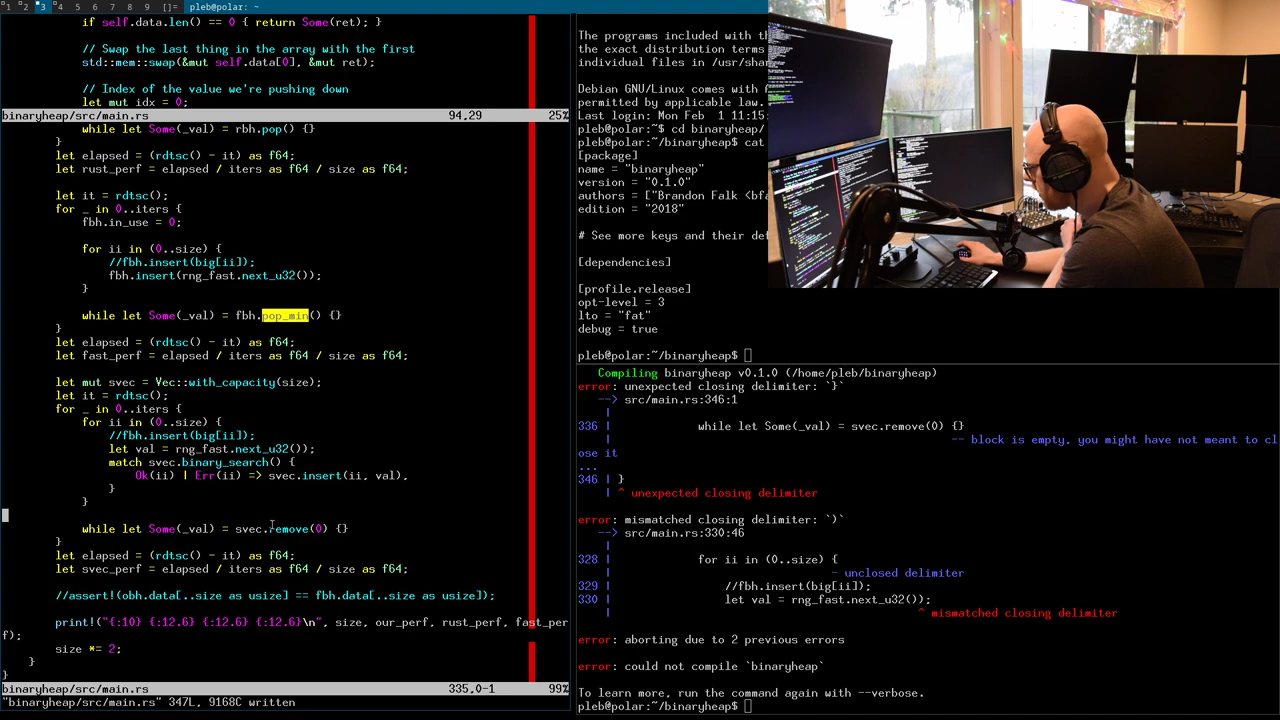 1 2 3 4 5 6 7 8 9 []= pleb@polar: ~
if self.data.len() == 0 { return Some(ret); }
// Swap the last thing in the array with the first
std::mem::swap(&mut self.data[0], &mut ret);
// Index of the value we're pushing down
let mut idx = 0;
binaryheap/src/main.rs 94,29 25%
while let Some(_val) = rbh.pop() {}
}
let elapsed = (rdtsc() - it) as f64;
let rust_perf = elapsed / iters as f64 / size as f64;
let it = rdtsc();
for _ in 0..iters {
fbh.in_use = 0;
for ii in (0..size) {
//fbh.insert(big[ii]);
fbh.insert(rng_fast.next_u32());
}
while let Some(_val) = fbh.pop_min() {}
}
let elapsed = (rdtsc() - it) as f64;
let fast_perf = elapsed / iters as f64 / size as f64;
let mut svec = Vec::with_capacity(size);
let it = rdtsc();
for _ in 0..iters {
for ii in (0..size) {
//fbh.insert(big[ii]);
let val = rng_fast.next_u32());
match svec.binary_search() {
Ok(ii) | Err(ii) => svec.insert(ii, val),
}
}
while let Some(_val) = svec.remove(0) {}
}
let elapsed = (rdtsc() - it) as f64;
let svec_perf = elapsed / iters as f64 / size as f64;
//assert!(obh.data[..size as usize] == fbh.data[..size as usize]);
print!("{:10} {:12.6} {:12.6} {:12.6}\n", size, our_perf, rust_perf, fast_per
f);
size *= 2;
}
}
binaryheap/src/main.rs 335,0-1 99%
"binaryheap/src/main.rs" 347L, 9168C written
The programs included with th
the exact distribution terms
individual files in /usr/shar
Debian GNU/Linux comes with
permitted by applicable law.
Last login: Mon Feb 1 11:15:
pleb@polar:~$ cd binaryheap/
pleb@polar:~/binaryheap$ cat
[package]
name = "binaryheap"
version = "0.1.0"
authors = ["Brandon Falk <bfa
edition = "2018"
# See more keys and their def
[dependencies]
[profile.release]
opt-level = 3
lto = "fat"
debug = true
pleb@polar:~/binaryheap$
Compiling binaryheap v0.1.0 (/home/pleb/binaryheap)
error: unexpected closing delimiter: `}`
--> src/main.rs:346:1
|
336 | while let Some(_val) = svec.remove(0) {}
| -- block is empty, you might have not meant to cl
ose it
...
346 | }
| ^ unexpected closing delimiter
error: mismatched closing delimiter: `)`
--> src/main.rs:330:46
|
328 | for ii in (0..size) {
| - unclosed delimiter
329 | //fbh.insert(big[ii]);
330 | let val = rng_fast.next_u32());
| ^ mismatched closing delimiter
error: aborting due to 2 previous errors
error: could not compile `binaryheap`
To learn more, run the command again with --verbose.
pleb@polar:~/binaryheap$